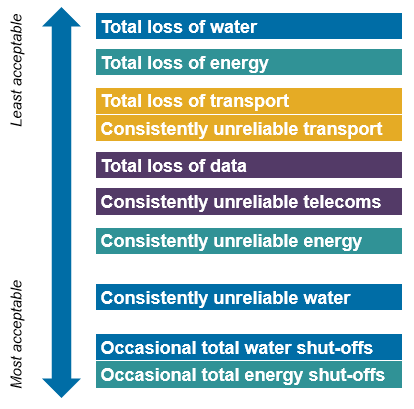 Least acceptable
Total loss of water
Total loss of energy
Total loss of transport
Consistently unreliable transport
Total loss of data
Consistently unreliable telecoms
Consistently unreliable energy
Consistently unreliable water
Most acceptable
Occasional total water shut-offs
Occasional total energy shut-offs